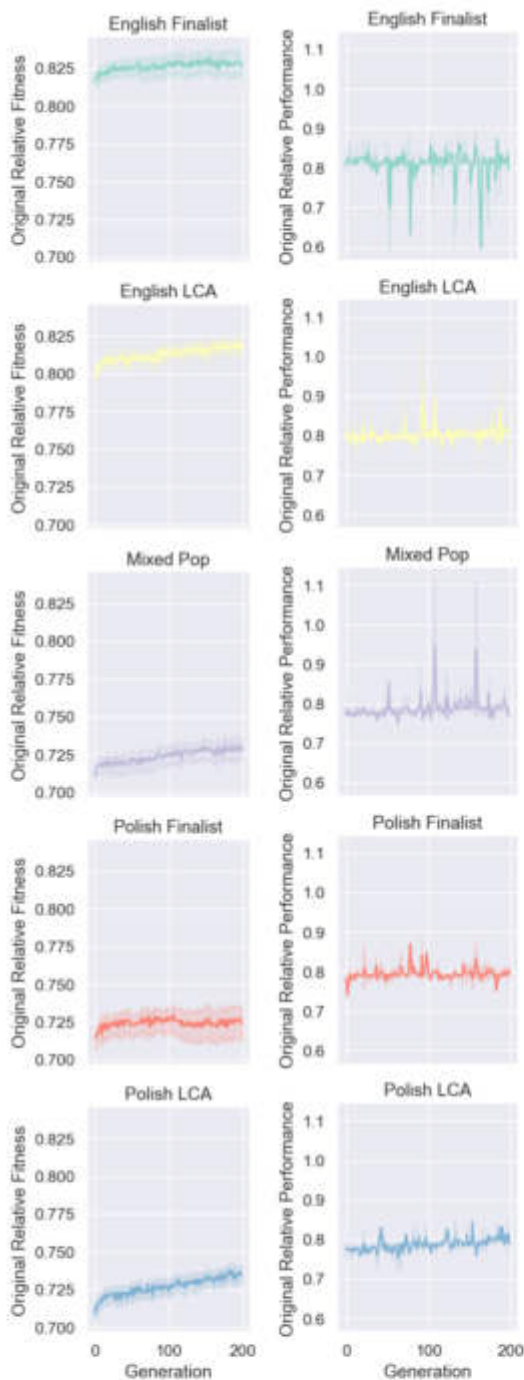 English Finalist
Original Relative Fitness
0.825
0.800
0.775
0.750
0.725
0.700
English Finalist
Original Relative Performance
1.1
1.0
0.9
0.8
0.7
0.6
English LCA
Original Relative Fitness
0.825
0.800
0.775
0.750
0.725
0.700
English LCA
Original Relative Performance
1.1
1.0
0.9
0.8
0.7
0.6
Mixed Pop
Original Relative Fitness
0.825
0.800
0.775
0.750
0.725
0.700
Mixed Pop
Original Relative Performance
1.1
1.0
0.9
0.8
0.7
0.6
Polish Finalist
Original Relative Fitness
0.825
0.800
0.775
0.750
0.725
0.700
Polish Finalist
Original Relative Performance
1.1
1.0
0.9
0.8
0.7
0.6
Polish LCA
Original Relative Fitness
0.825
0.800
0.775
0.750
0.725
0.700
0 100 200
Generation
Polish LCA
Original Relative Performance
1.1
1.0
0.9
0.8
0.7
0.6
0 100 200
Generation